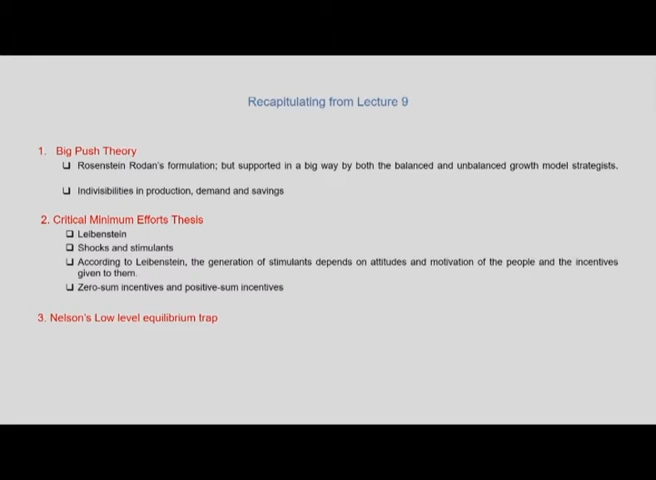 Recapitulating from Lecture 9
1. Big Push Theory
❑ Rosenstein Rodan's formulation; but supported in a big way by both the balanced and unbalanced growth model strategists.
❑ Indivisibilities in production, demand and savings
2. Critical Minimum Efforts Thesis
❑ Leibenstein
❑ Shocks and stimulants
❑ According to Leibenstein, the generation of stimulants depends on attitudes and motivation of the people and the incentives
given to them.
❑ Zero-sum incentives and positive-sum incentives
3. Nelson's Low level equilibrium trap